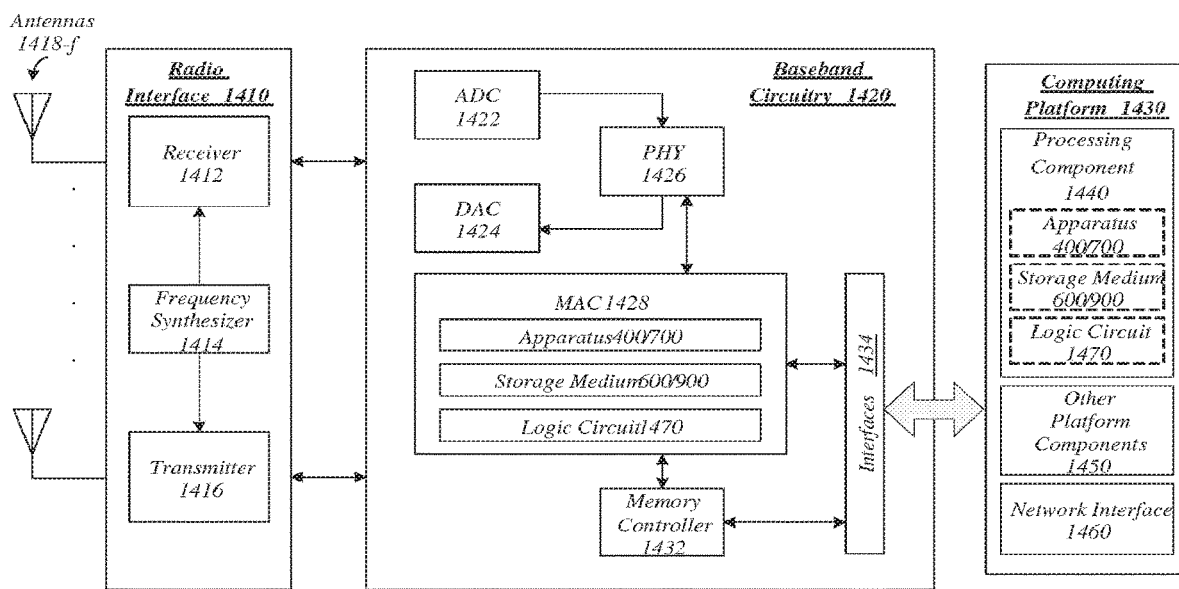 Antennas
1418-f
Radio
Interface 1410
Receiver
1412
Frequency
Synthesizer
1414
Transmitter
1416
Baseband
Circuitry 1420
ADC
1422
PHY
1426
DAC
1424
MAC 1428
Apparatus400/700
Storage Medium600/900
Logic Circuit1470
Memory
Controller
1432
Interfaces 1434
Computing
Platform 1430
Processing
Component
1440
Apparatus
400/700
Storage Medium
600/900
Logic Circuit
1470
Other
Platform
Components
1450
Network Interface
1460